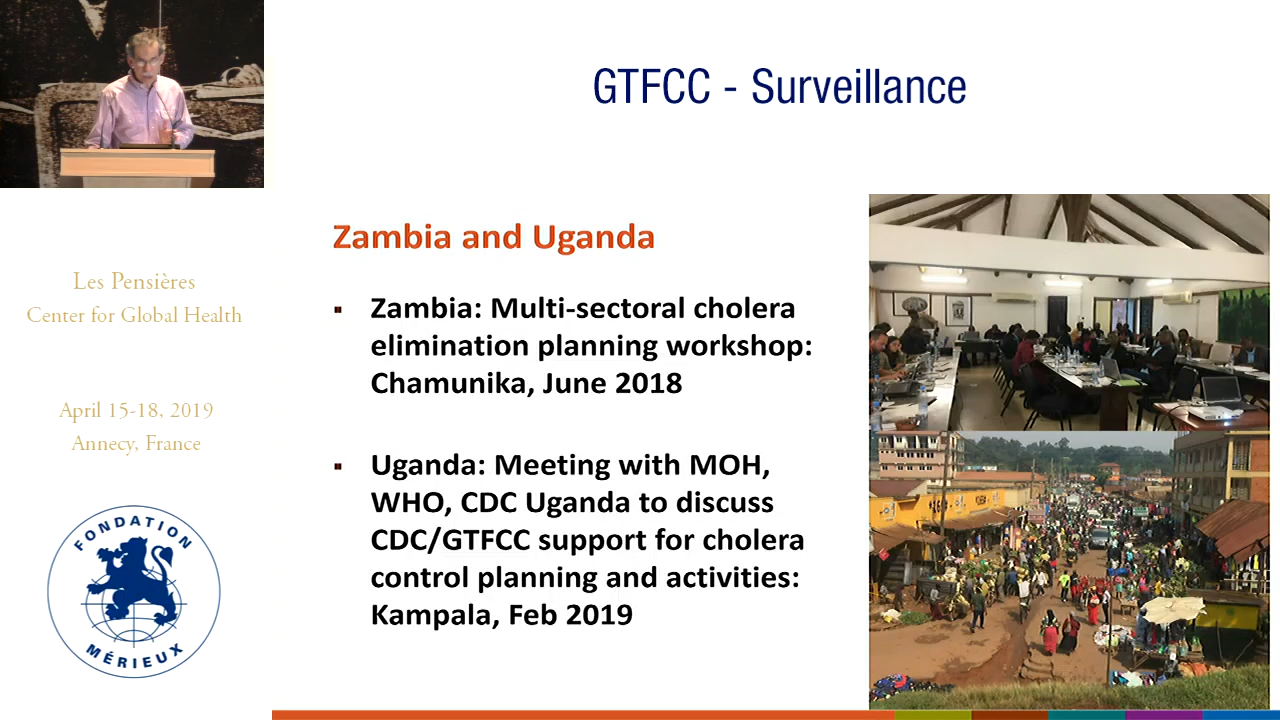 GTFCC - Surveillance
Les Pensières
Center for Global Health
April 15-18, 2019
Annecy, France
FONDATION
MÉRIEUX
Zambia and Uganda
Zambia: Multi-sectoral cholera
elimination planning workshop:
Chamunika, June 2018
Uganda: Meeting with MOH,
WHO, CDC Uganda to discuss
CDC/GTFCC support for cholera
control planning and activities:
Kampala, Feb 2019